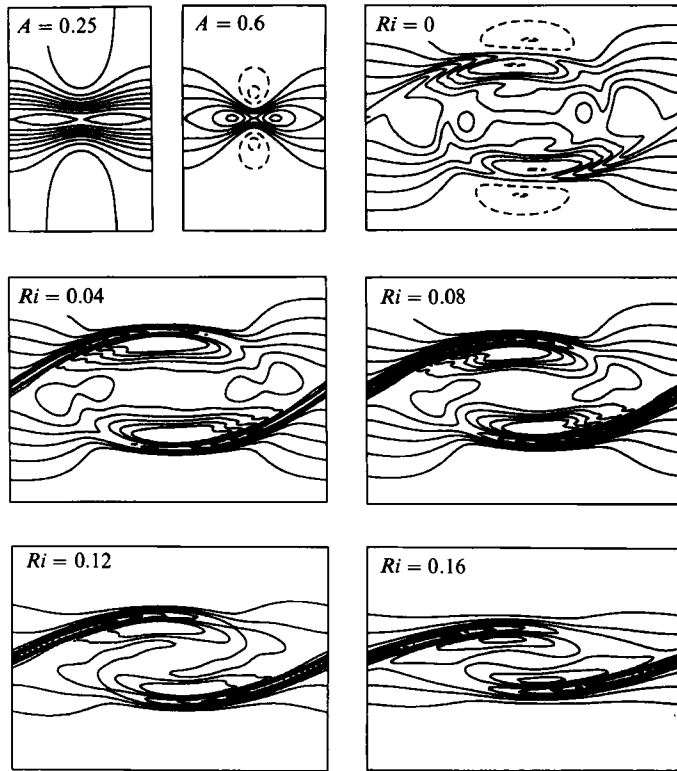 A = 0.25
A = 0.6
Ri = 0
Ri = 0.04
Ri = 0.08
Ri = 0.12
Ri = 0.16